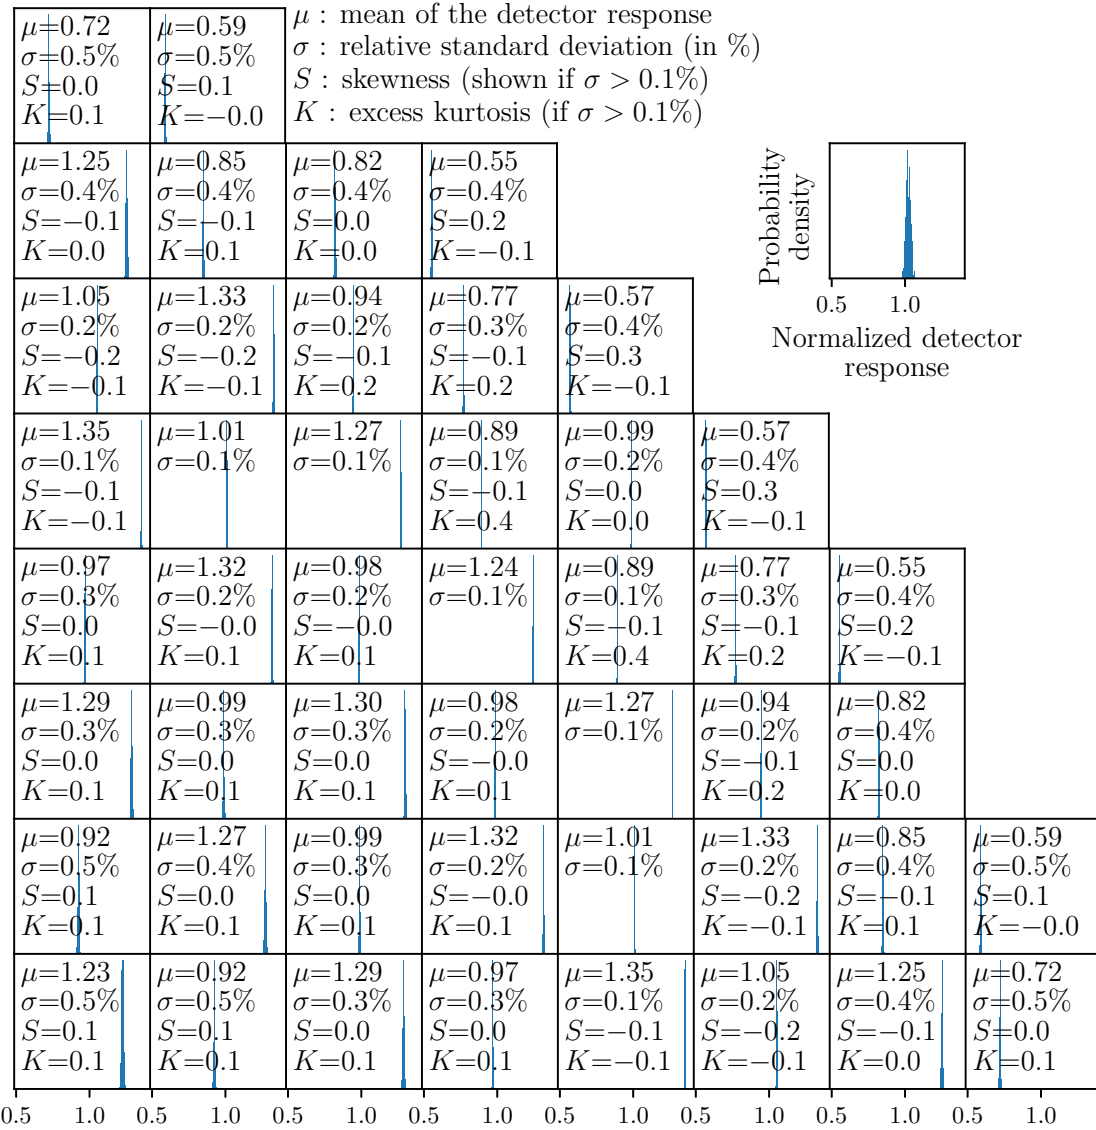 μ : mean of the detector response
σ : relative standard deviation (in %)
S : skewness (shown if σ > 0.1%)
K : excess kurtosis (if σ > 0.1%)
μ=0.72
σ=0.5%
S=0.0
K=0.1
μ=0.59
σ=0.5%
S=0.1
K=−0.0
Probability
density
0.5 1.0
Normalized detector
response
μ=1.25
σ=0.4%
S=−0.1
K=0.0
μ=0.85
σ=0.4%
S=−0.1
K=0.1
μ=0.82
σ=0.4%
S=0.0
K=0.0
μ=0.55
σ=0.4%
S=0.2
K=−0.1
μ=1.05
σ=0.2%
S=−0.2
K=−0.1
μ=1.33
σ=0.2%
S=−0.2
K=−0.1
μ=0.94
σ=0.2%
S=−0.1
K=0.2
μ=0.77
σ=0.3%
S=−0.1
K=0.2
μ=0.57
σ=0.4%
S=0.3
K=−0.1
μ=1.35
σ=0.1%
S=−0.1
K=−0.1
μ=1.01
σ=0.1%
μ=1.27
σ=0.1%
μ=0.89
σ=0.1%
S=−0.1
K=0.4
μ=0.99
σ=0.2%
S=0.0
K=0.0
μ=0.57
σ=0.4%
S=0.3
K=−0.1
μ=0.97
σ=0.3%
S=0.0
K=0.1
μ=1.32
σ=0.2%
S=−0.0
K=0.1
μ=0.98
σ=0.2%
S=−0.0
K=0.1
μ=1.24
σ=0.1%
μ=0.89
σ=0.1%
S=−0.1
K=0.4
μ=0.77
σ=0.3%
S=−0.1
K=0.2
μ=0.55
σ=0.4%
S=0.2
K=−0.1
μ=1.29
σ=0.3%
S=0.0
K=0.1
μ=0.99
σ=0.3%
S=0.0
K=0.1
μ=1.30
σ=0.3%
S=0.0
K=0.1
μ=0.98
σ=0.2%
S=−0.0
K=0.1
μ=1.27
σ=0.1%
μ=0.94
σ=0.2%
S=−0.1
K=0.2
μ=0.82
σ=0.4%
S=0.0
K=0.0
μ=0.92
σ=0.5%
S=0.1
K=0.1
μ=1.27
σ=0.4%
S=0.0
K=0.1
μ=0.99
σ=0.3%
S=0.0
K=0.1
μ=1.32
σ=0.2%
S=−0.0
K=0.1
μ=1.01
σ=0.1%
μ=1.33
σ=0.2%
S=−0.2
K=−0.1
μ=0.85
σ=0.4%
S=−0.1
K=0.1
μ=0.59
σ=0.5%
S=0.1
K=−0.0
μ=1.23
σ=0.5%
S=0.1
K=0.1
μ=0.92
σ=0.5%
S=0.1
K=0.1
μ=1.29
σ=0.3%
S=0.0
K=0.1
μ=0.97
σ=0.3%
S=0.0
K=0.1
μ=1.35
σ=0.1%
S=−0.1
K=−0.1
μ=1.05
σ=0.2%
S=−0.2
K=−0.1
μ=1.25
σ=0.4%
S=−0.1
K=0.0
μ=0.72
σ=0.5%
S=0.0
K=0.1
0.5 1.0 0.5 1.0 0.5 1.0 0.5 1.0 0.5 1.0 0.5 1.0 0.5 1.0 0.5 1.0